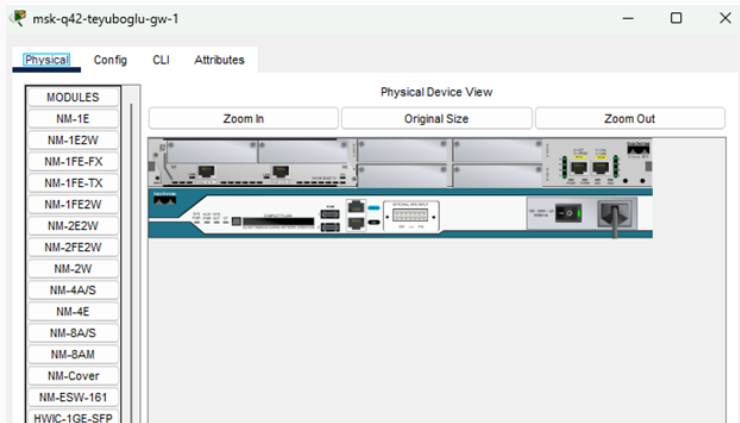 msk-q42-teyuboglu-gw-1
Physical Config CLI Attributes
MODULES
NM-1E
NM-1E2W
NM-1FE-FX
NM-1FE-TX
NM-1FE2W
NM-2E2W
NM-2FE2W
NM-2W
NM-4A/S
NM-4E
NM-8A/S
NM-8AM
NM-Cover
NM-ESW-161
HWIC-1GE-SFP
Physical Device View
Zoom In Original Size Zoom Out
COMPACT FLASH